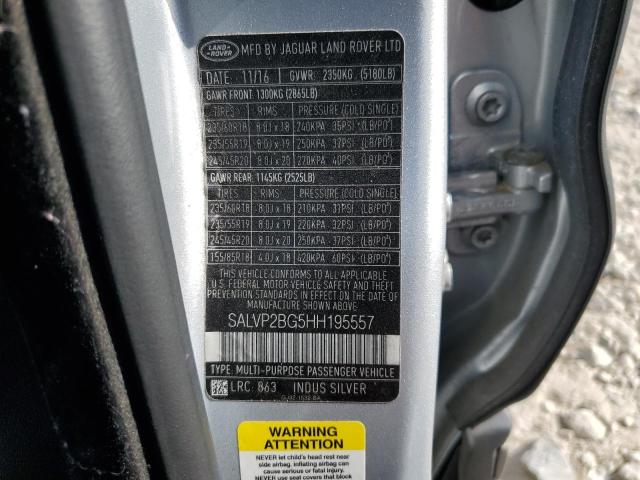 LAND ROVER MFD BY JAGUAR LAND ROVER LTD
DATE: 11/16 GVWR: 2350KG (5180LB)
GAWR FRONT: 1300KG (2865LB)
TIRES RIMS PRESSURE (COLD SINGLE)
235/60R18 8.0J x 18 240KPA 35PSI (LB/PO²)
235/55R19 8.0J x 19 250KPA 37PSI (LB/PO²)
245/45R20 8.0J x 20 270KPA 40PSI (LB/PO²)
GAWR REAR: 1145KG (2525LB)
TIRES RIMS PRESSURE (COLD SINGLE)
235/60R18 8.0J x 18 210KPA 31PSI (LB/PO²)
235/55R19 8.0J x 19 220KPA 32PSI (LB/PO²)
245/45R20 8.0J x 20 250KPA 37PSI (LB/PO²)
155/85R18 4.0J x 18 420KPA 60PSI (LB/PO²)
THIS VEHICLE CONFORMS TO ALL APPLICABLE
U.S. FEDERAL MOTOR VEHICLE SAFETY AND THEFT
PREVENTION STANDARDS IN EFFECT ON THE DATE OF
MANUFACTURE SHOWN ABOVE.
SALVP2BG5HH195557
TYPE: MULTI-PURPOSE PASSENGER VEHICLE
LRC: 863 INDUS SILVER
WARNING
ATTENTION
NEVER let child's head rest near
side airbag. Inflating airbag can
cause serious or fatal injury.
NEVER use seat covers that block